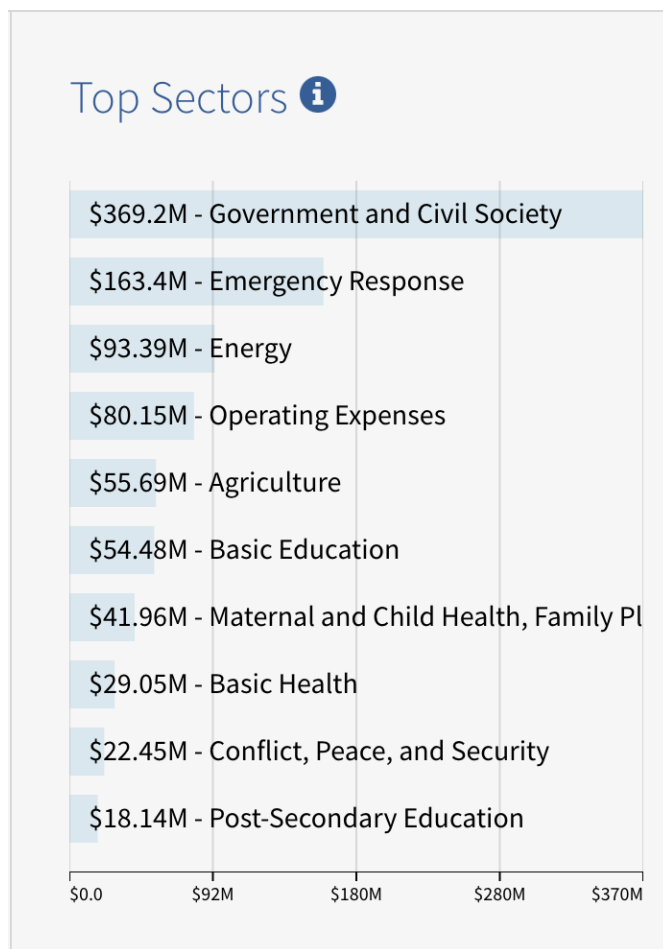 Top Sectors
$369.2M - Government and Civil Society
$163.4M - Emergency Response
$93.39M - Energy
$80.15M - Operating Expenses
$55.69M - Agriculture
$54.48M - Basic Education
$41.96M - Maternal and Child Health, Family Pl
$29.05M - Basic Health
$22.45M - Conflict, Peace, and Security
$18.14M - Post-Secondary Education
$0.0 $92M $180M $280M $370M